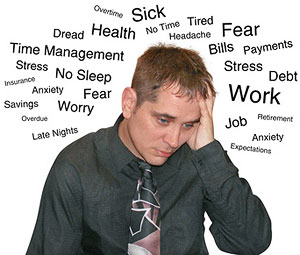 Overtime
Sick
No Time
Tired
Dread
Health
Headache
Fear
Time Management
Bills
Payments
Stress
No Sleep
Stress
Debt
Insurance
Anxiety
Fear
Work
Savings
Worry
Overdue
Job
Retirement
Late Nights
Anxiety
Expectations